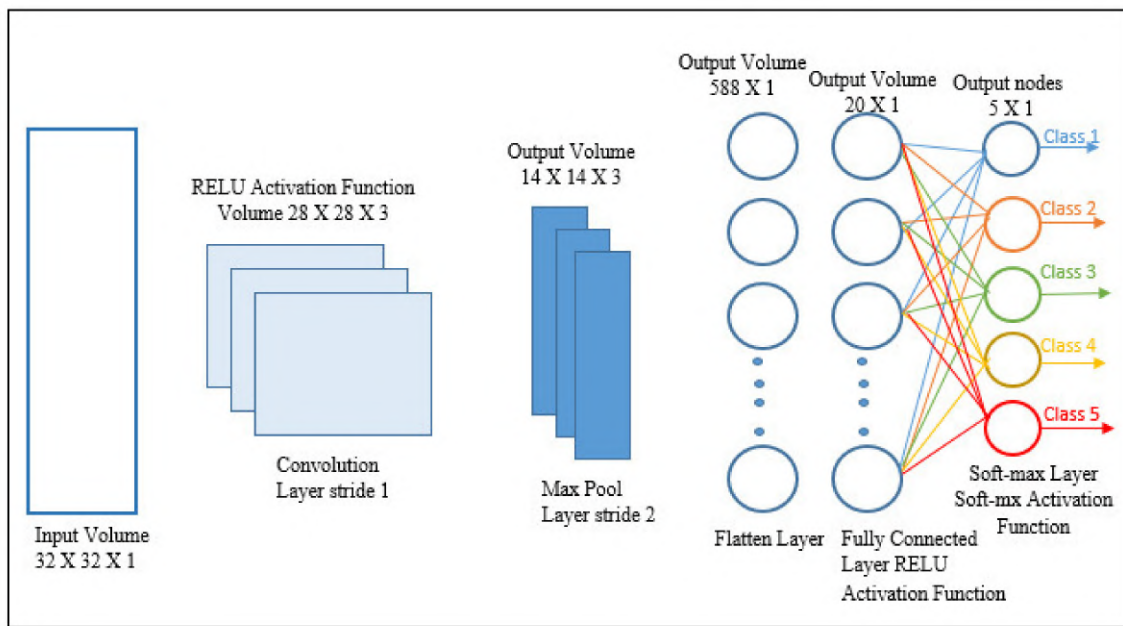 Input Volume
32 X 32 X 1
RELU Activation Function
Volume 28 X 28 X 3
Convolution
Layer stride 1
Output Volume
14 X 14 X 3
Max Pool
Layer stride 2
Output Volume
588 X 1
Flatten Layer
Output Volume
20 X 1
Fully Connected
Layer RELU
Activation Function
Output nodes
5 X 1
Class 1
Class 2
Class 3
Class 4
Class 5
Soft-max Layer
Soft-mx Activation
Function